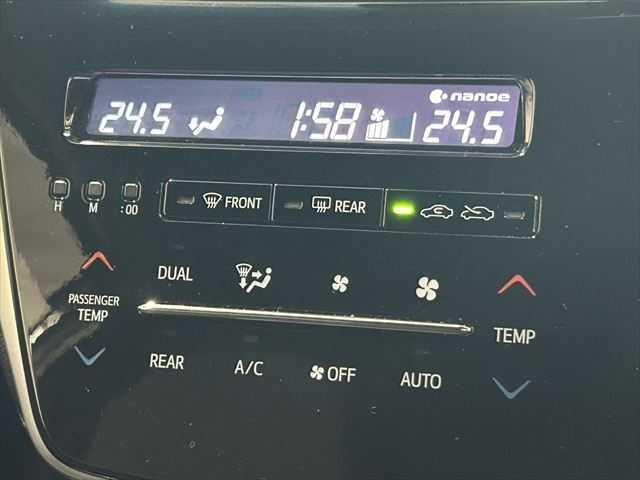 nanoe
24.5 1:58 24.5
H M :00 FRONT REAR
DUAL
PASSENGER
TEMP
TEMP
REAR A/C OFF AUTO